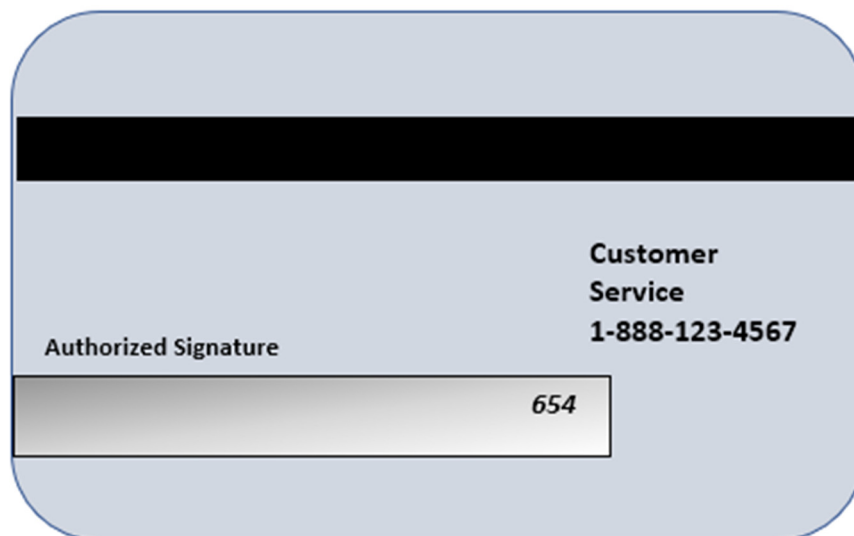 Customer
Service
1-888-123-4567
Authorized Signature
654